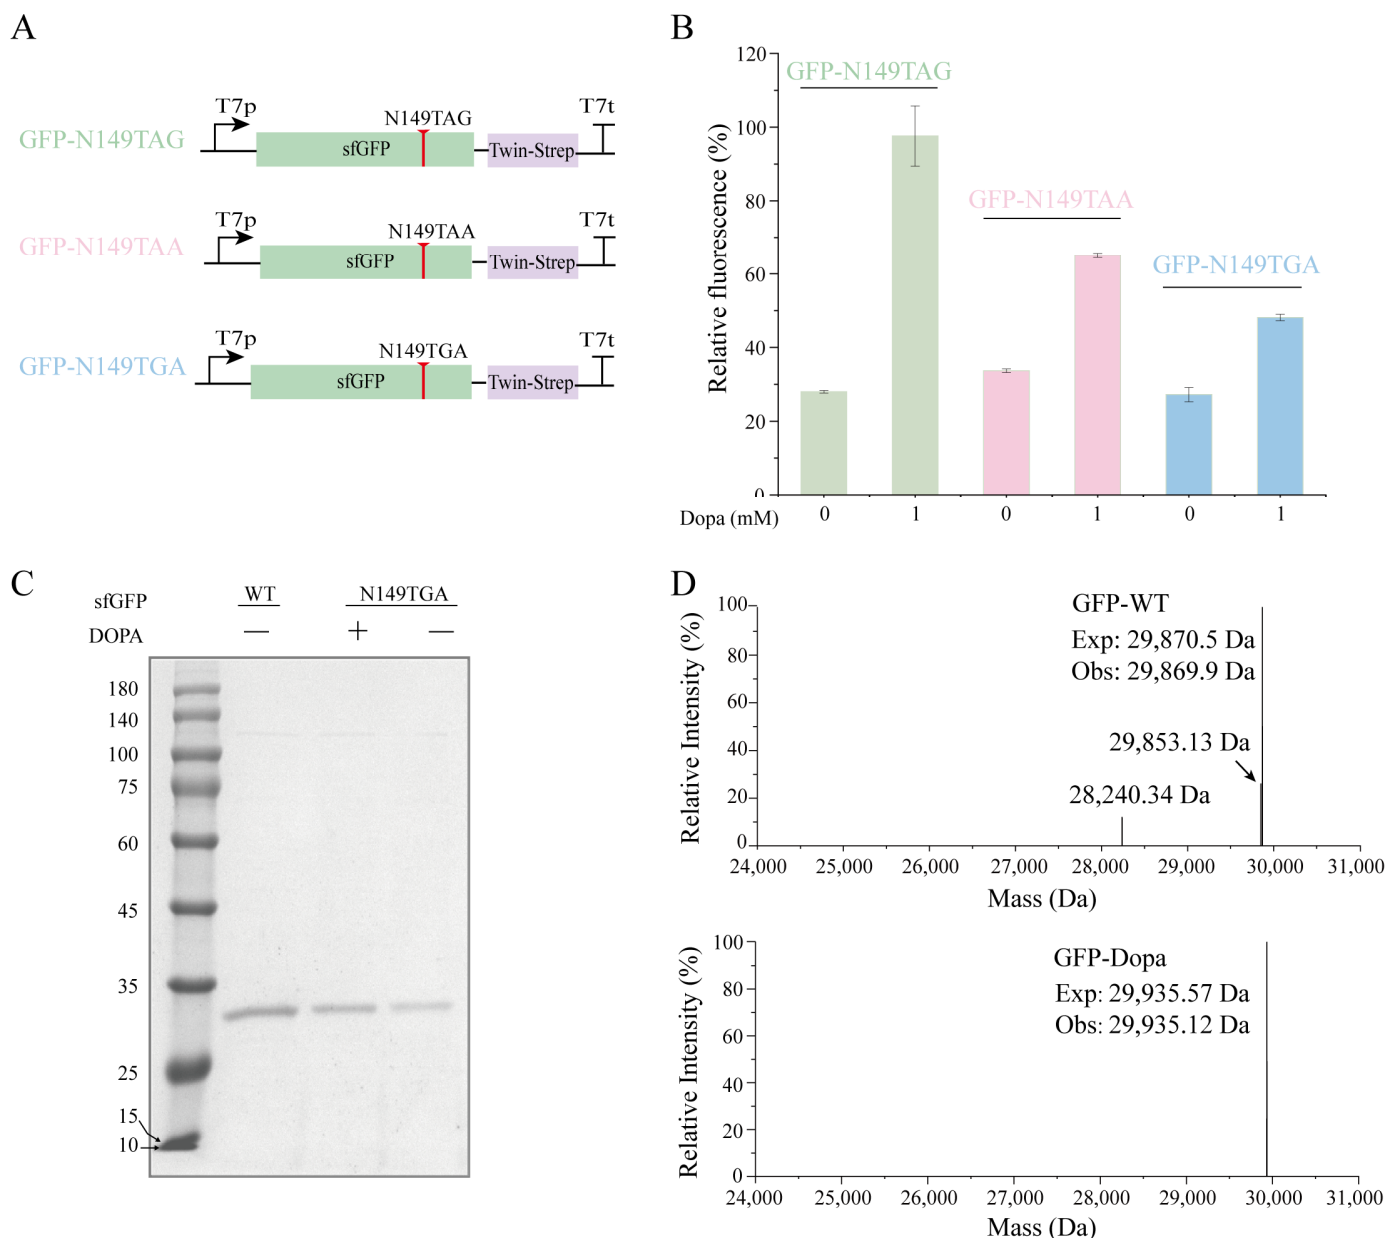 A
GFP-N149TAG
T7p
N149TAG
sfGFP
Twin-Strep
T7t
GFP-N149TAA
T7p
N149TAA
sfGFP
Twin-Strep
T7t
GFP-N149TGA
T7p
N149TGA
sfGFP
Twin-Strep
T7t
B
Relative fluorescence (%)
120
100
80
60
40
20
0
GFP-N149TAG
GFP-N149TAA
GFP-N149TGA
Dopa (mM) 0 1 0 1 0 1
C
sfGFP WT N149TGA
DOPA — + —
180
140
100
75
60
45
35
25
15
10
D
Relative Intensity (%)
100
80
60
40
20
0
GFP-WT
Exp: 29,870.5 Da
Obs: 29,869.9 Da
29,853.13 Da
28,240.34 Da
24,000 25,000 26,000 27,000 28,000 29,000 30,000 31,000
Mass (Da)
Relative Intensity (%)
100
80
60
40
20
0
GFP-Dopa
Exp: 29,935.57 Da
Obs: 29,935.12 Da
24,000 25,000 26,000 27,000 28,000 29,000 30,000 31,000
Mass (Da)